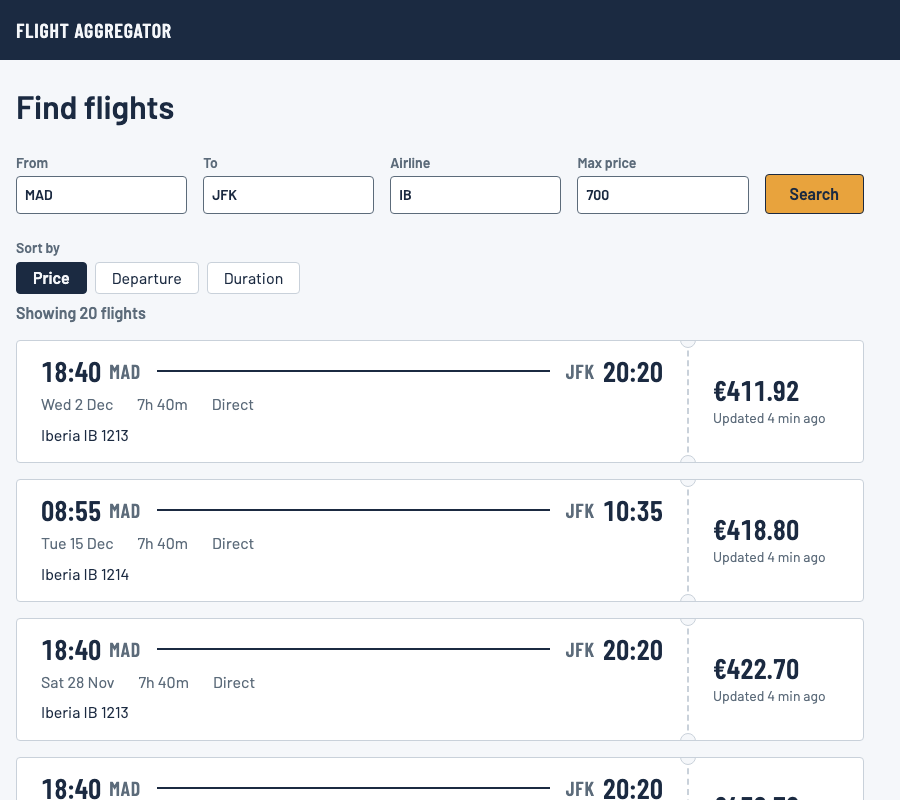 FLIGHT AGGREGATOR
Find flights
From To Airline Max price
MAD JFK IB 700 Search
Sort by
Price Departure Duration
Showing 20 flights
18:40 MAD JFK 20:20
Wed 2 Dec 7h 40m Direct
Iberia IB 1213
€411.92
Updated 4 min ago
08:55 MAD JFK 10:35
Tue 15 Dec 7h 40m Direct
Iberia IB 1214
€418.80
Updated 4 min ago
18:40 MAD JFK 20:20
Sat 28 Nov 7h 40m Direct
Iberia IB 1213
€422.70
Updated 4 min ago
18:40 MAD JFK 20:20